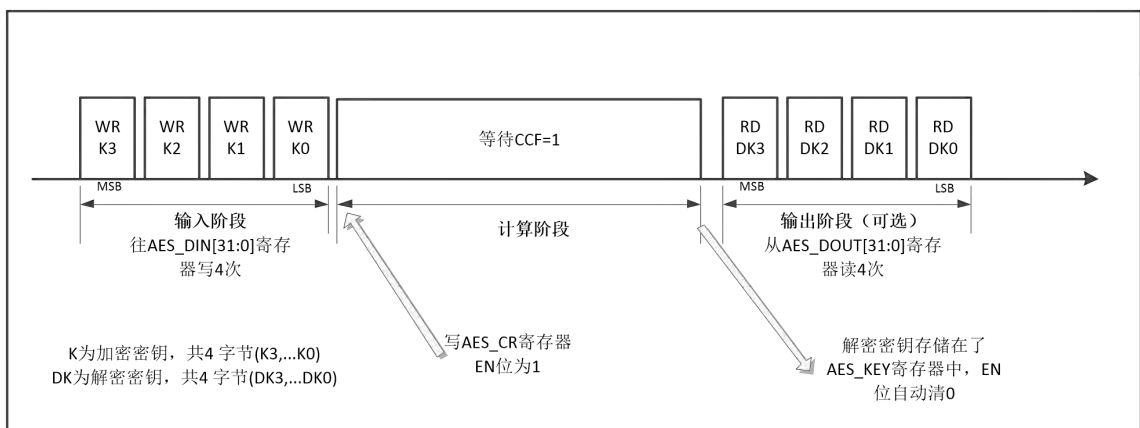 WR
K3
WR
K2
WR
K1
WR
K0
等待CCF=1
RD
DK3
RD
DK2
RD
DK1
RD
DK0
MSB
LSB
MSB
LSB
输入阶段
往AES_DIN[31:0]寄存
器写4次
计算阶段
输出阶段（可选）
从AES_DOUT[31:0]寄存
器读4次
写AES_CR寄存器
EN位为1
K为加密密钥，共4 字节(K3,...K0)
DK为解密密钥，共4 字节(DK3,...DK0)
解密密钥存储在了
AES_KEY寄存器中，EN
位自动清0